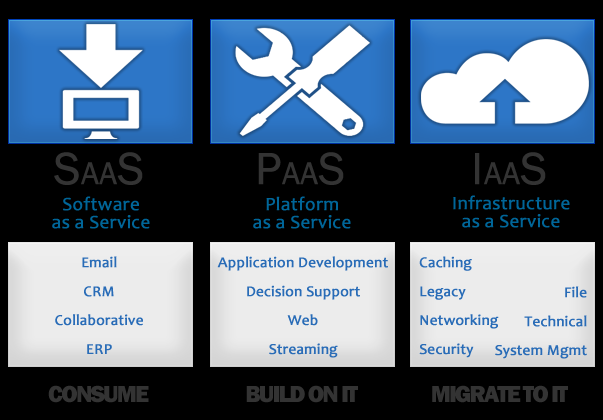 SaaS
Software
as a Service
Email
CRM
Collaborative
ERP
CONSUME
PaaS
Platform
as a Service
Application Development
Decision Support
Web
Streaming
BUILD ON IT
IaaS
Infrastructure
as a Service
Caching
Legacy File
Networking Technical
Security System Mgmt
MIGRATE TO IT